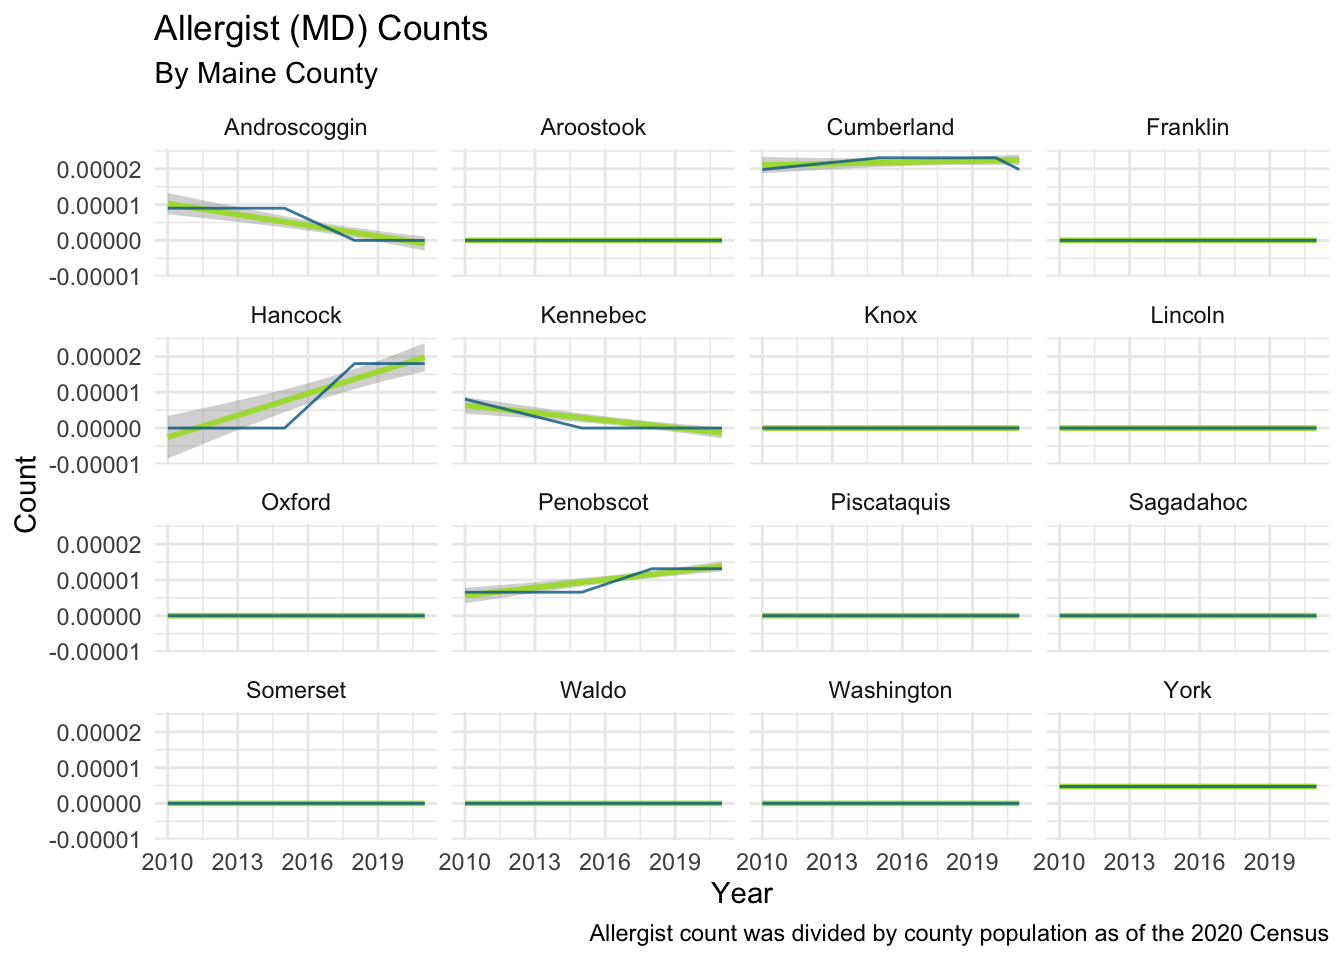 Allergist (MD) Counts
By Maine County
Androscoggin Aroostook Cumberland Franklin
0.00002
0.00001
0.00000
-0.00001
Hancock Kennebec Knox Lincoln
0.00002
0.00001
0.00000
-0.00001
Count
Oxford Penobscot Piscataquis Sagadahoc
0.00002
0.00001
0.00000
-0.00001
Somerset Waldo Washington York
0.00002
0.00001
0.00000
-0.00001
2010 2013 2016 2019 2010 2013 2016 2019 2010 2013 2016 2019 2010 2013 2016 2019
Year
Allergist count was divided by county population as of the 2020 Census